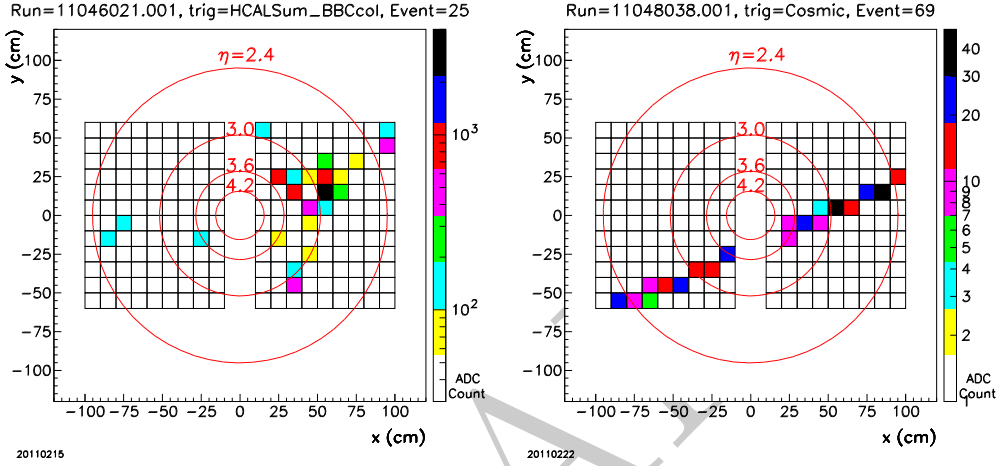 Run=11046021.001, trig=HCALSum_BBCcol, Event=25
y (cm)
100
75
50
25
0
−25
−50
−75
−100
η=2.4
3.0
3.6
4.2
10³
10²
ADC
Count
−100 −75 −50 −25 0 25 50 75 100
x (cm)
20110215
Run=11048038.001, trig=Cosmic, Event=69
y (cm)
100
75
50
25
0
−25
−50
−75
−100
η=2.4
3.0
3.6
4.2
40
30
20
10
9
8
7
6
5
4
3
2
1
ADC
Count
−100 −75 −50 −25 0 25 50 75 100
x (cm)
20110222